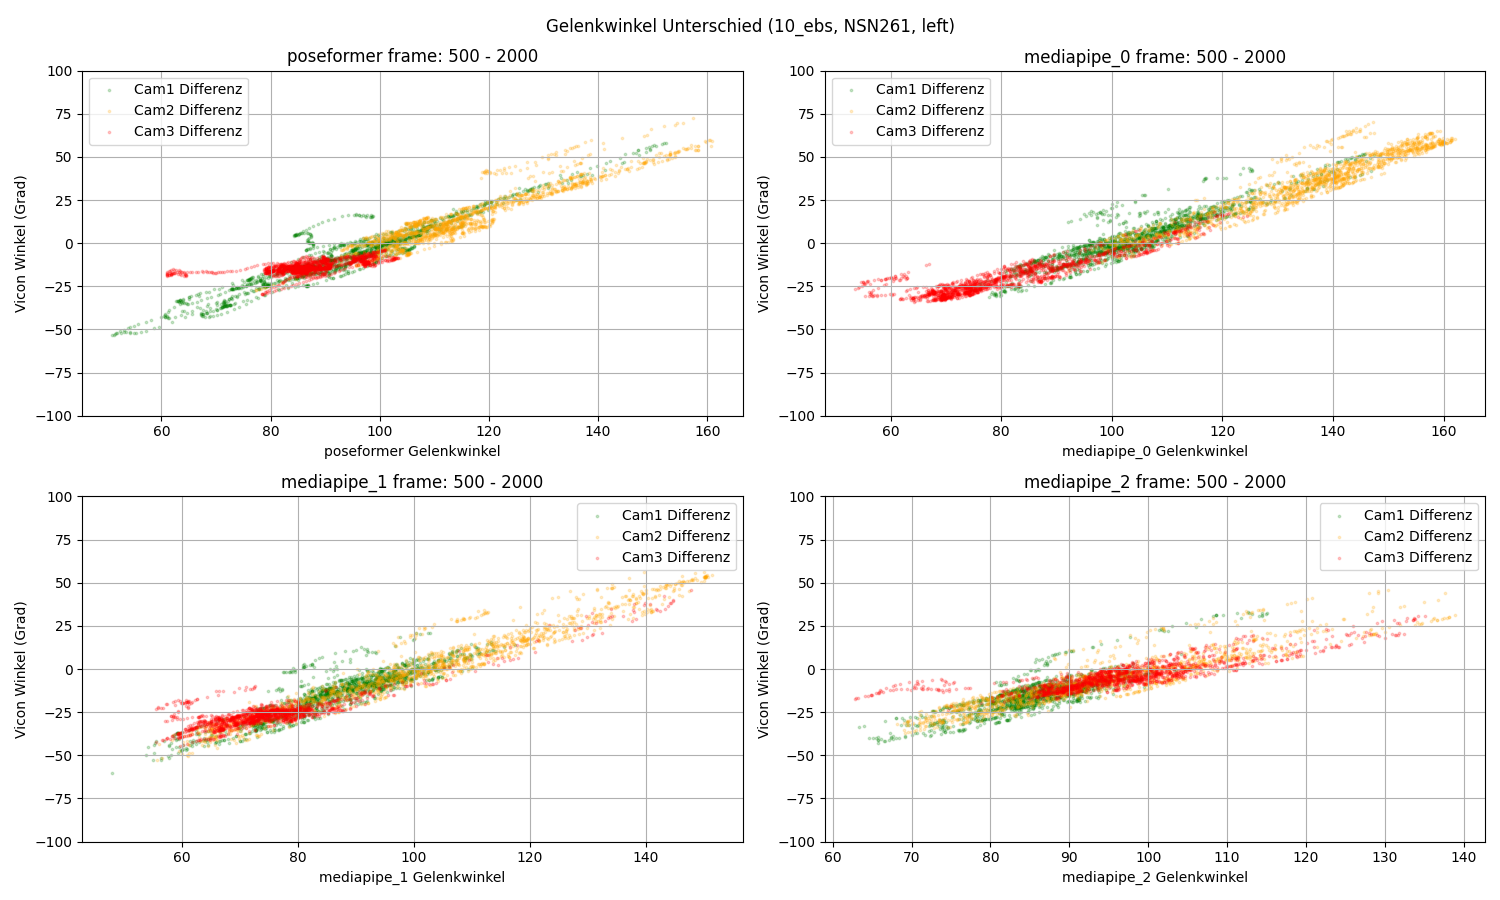 Gelenkwinkel Unterschied (10_ebs, NSN261, left)
poseformer frame: 500 - 2000
100
75
50
25
0
−25
−50
−75
−100
Vicon Winkel (Grad)
Cam1 Differenz
Cam2 Differenz
Cam3 Differenz
60 80 100 120 140 160
poseformer Gelenkwinkel
mediapipe_0 frame: 500 - 2000
100
75
50
25
0
−25
−50
−75
−100
Vicon Winkel (Grad)
Cam1 Differenz
Cam2 Differenz
Cam3 Differenz
60 80 100 120 140 160
mediapipe_0 Gelenkwinkel
mediapipe_1 frame: 500 - 2000
100
75
50
25
0
−25
−50
−75
−100
Vicon Winkel (Grad)
Cam1 Differenz
Cam2 Differenz
Cam3 Differenz
60 80 100 120 140
mediapipe_1 Gelenkwinkel
mediapipe_2 frame: 500 - 2000
100
75
50
25
0
−25
−50
−75
−100
Vicon Winkel (Grad)
Cam1 Differenz
Cam2 Differenz
Cam3 Differenz
60 70 80 90 100 110 120 130 140
mediapipe_2 Gelenkwinkel